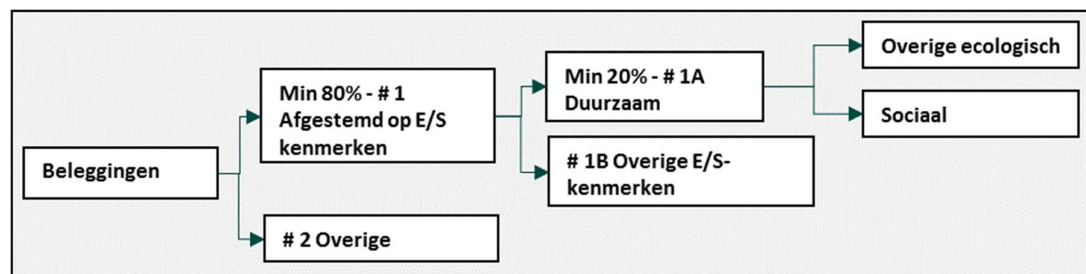 Beleggingen
Min 80% - # 1
Afgestemd op E/S
kenmerken
# 2 Overige
Min 20% - # 1A
Duurzaam
# 1B Overige E/S-
kenmerken
Overige ecologisch
Sociaal